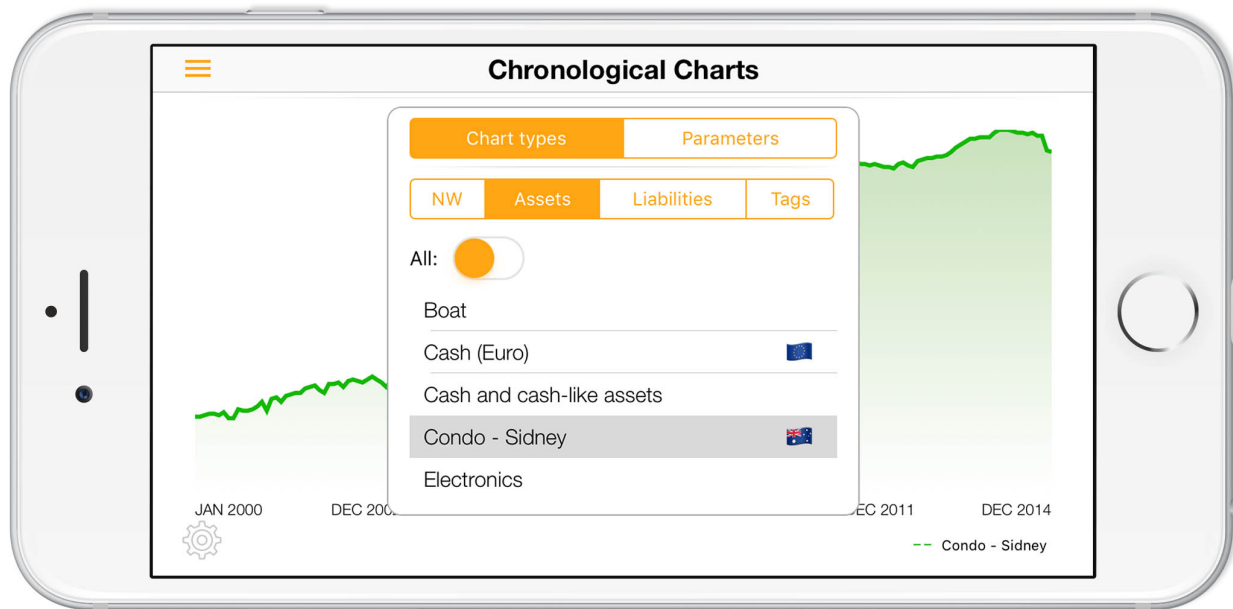 Chronological Charts
Chart types Parameters
NW Assets Liabilities Tags
All:
Boat
Cash (Euro)
Cash and cash-like assets
Condo - Sidney
Electronics
JAN 2000 DEC 2011 DEC 2014
Condo - Sidney